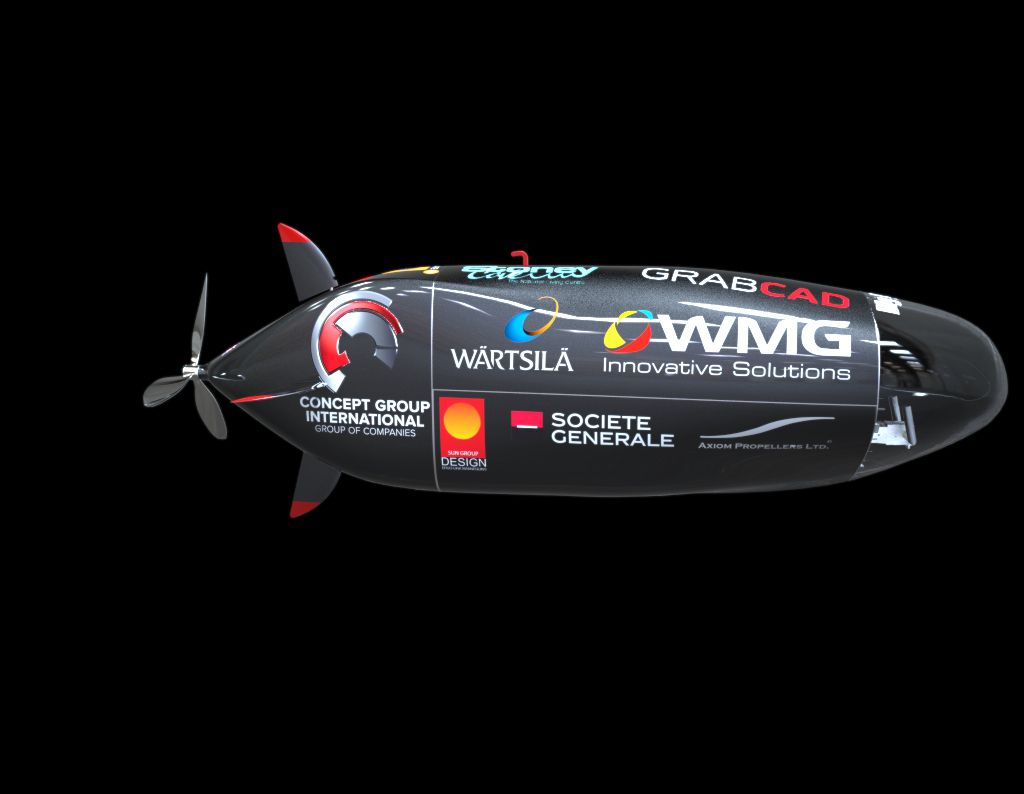 GRABCAD
WÄRTSILÄ
WMG
Innovative Solutions
CONCEPT GROUP
INTERNATIONAL
GROUP OF COMPANIES
SUN GROUP
DESIGN
SOCIETE
GENERALE
AXIOM PROPELLERS LTD.